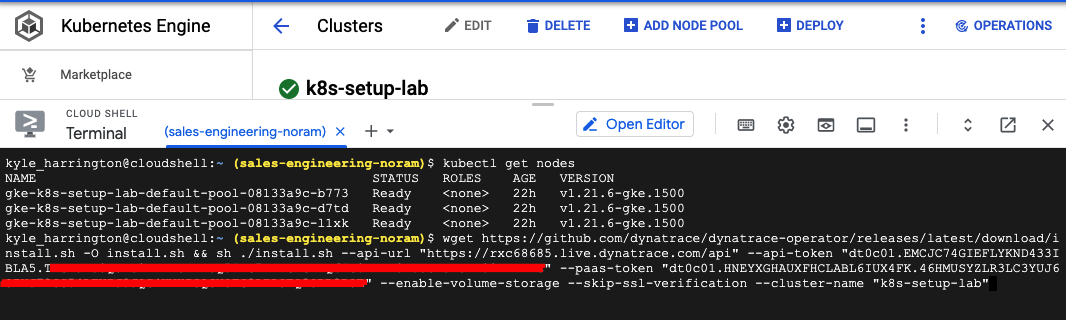 Kubernetes Engine
Clusters
EDIT
DELETE
ADD NODE POOL
DEPLOY
OPERATIONS
Marketplace
k8s-setup-lab
CLOUD SHELL
Terminal
(sales-engineering-noram)
Open Editor
kyle_harrington@cloudshell:~ (sales-engineering-noram)$ kubectl get nodes
NAME STATUS ROLES AGE VERSION
gke-k8s-setup-lab-default-pool-08133a9c-b773 Ready <none> 22h v1.21.6-gke.1500
gke-k8s-setup-lab-default-pool-08133a9c-d7td Ready <none> 22h v1.21.6-gke.1500
gke-k8s-setup-lab-default-pool-08133a9c-llxk Ready <none> 22h v1.21.6-gke.1500
kyle_harrington@cloudshell:~ (sales-engineering-noram)$ wget https://github.com/dynatrace/dynatrace-operator/releases/latest/download/i
nstall.sh -O install.sh && sh ./install.sh --api-url "https://rxc68685.live.dynatrace.com/api" --api-token "dt0c01.EMCJC74GIEFLYKND433I
BLA5.T " --paas-token "dt0c01.HNEYXGHAUXFHCLABL6IUX4FK.46HMUSYZLR3LC3YUJ6
" --enable-volume-storage --skip-ssl-verification --cluster-name "k8s-setup-lab"